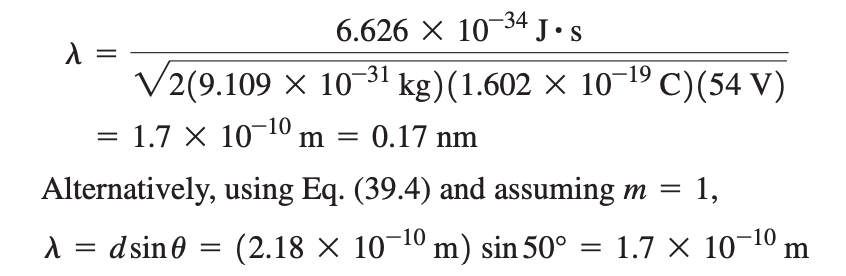 λ = 6.626 × 10⁻³⁴ J·s / √2(9.109 × 10⁻³¹ kg)(1.602 × 10⁻¹⁹ C)(54 V)
= 1.7 × 10⁻¹⁰ m = 0.17 nm
Alternatively, using Eq. (39.4) and assuming m = 1,
λ = d sin θ = (2.18 × 10⁻¹⁰ m) sin 50° = 1.7 × 10⁻¹⁰ m